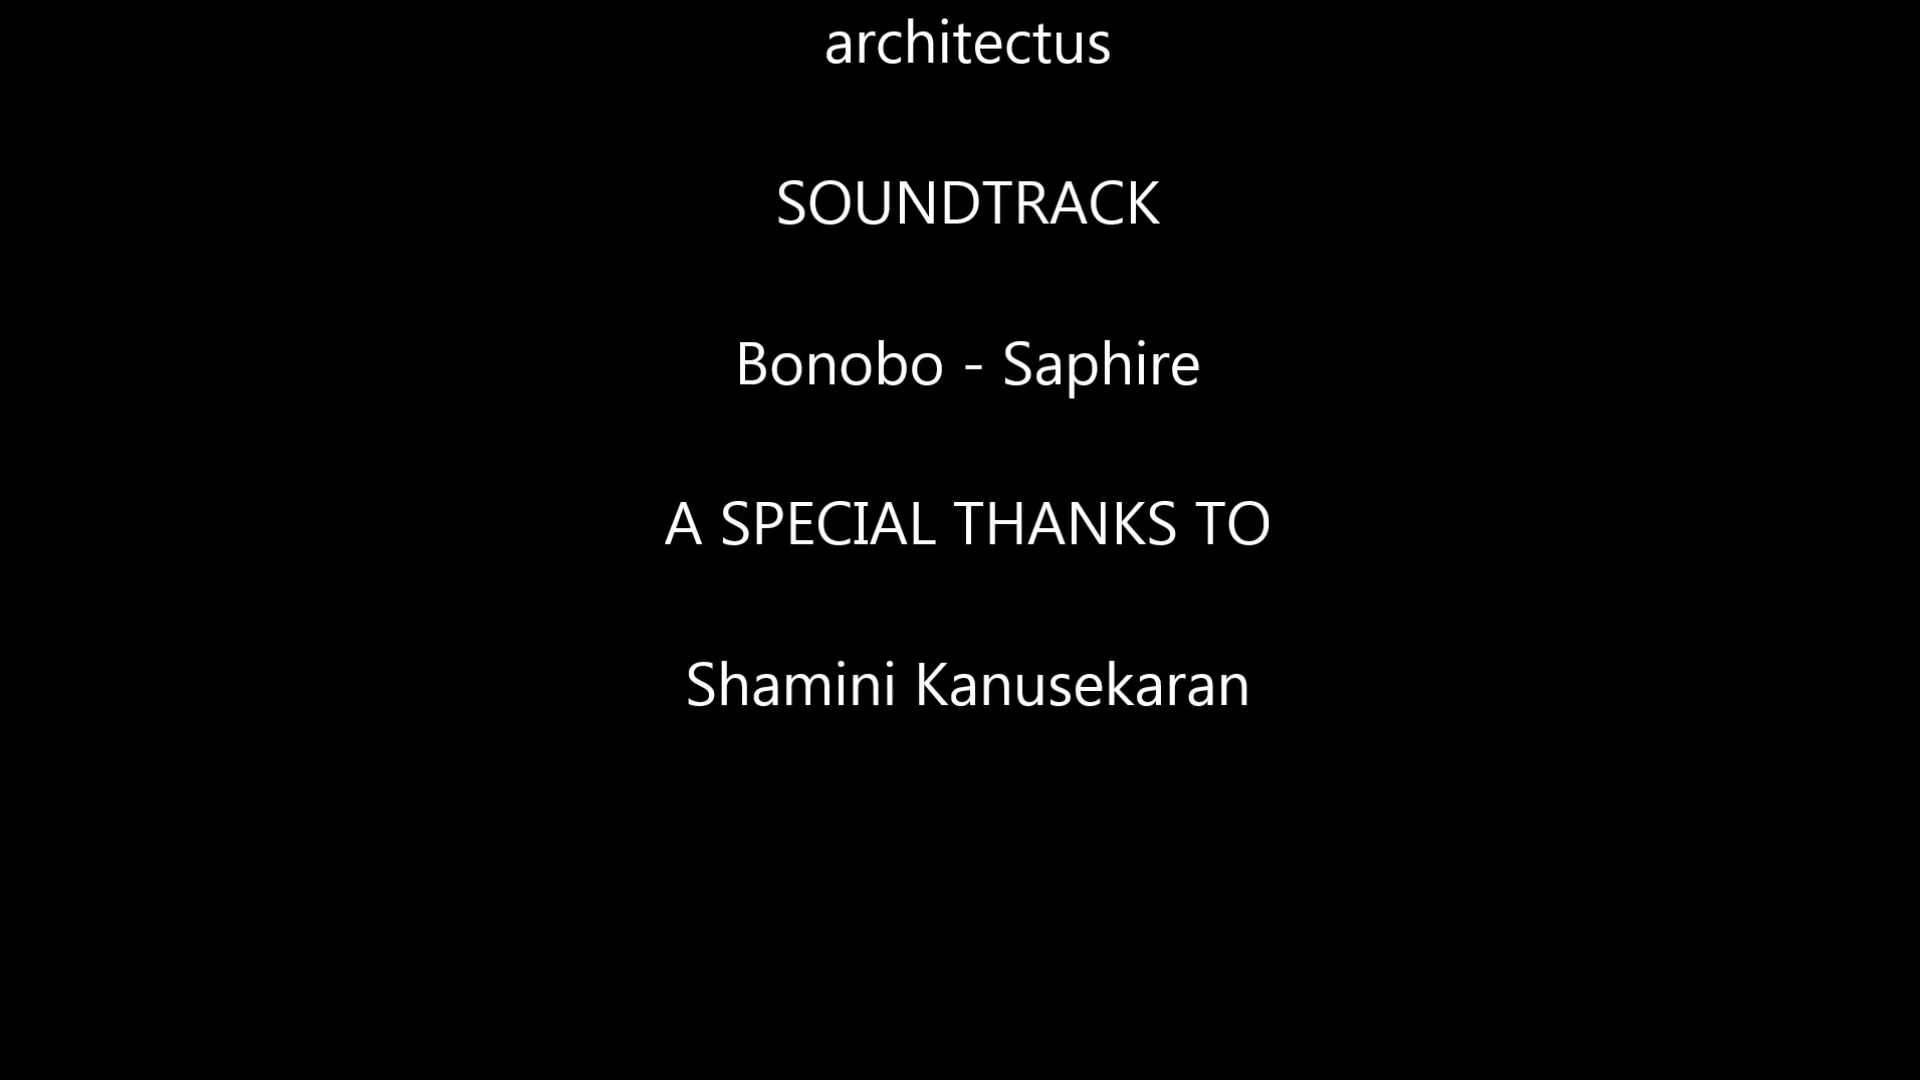 architectus
SOUNDTRACK
Bonobo - Saphire
A SPECIAL THANKS TO
Shamini Kanusekaran